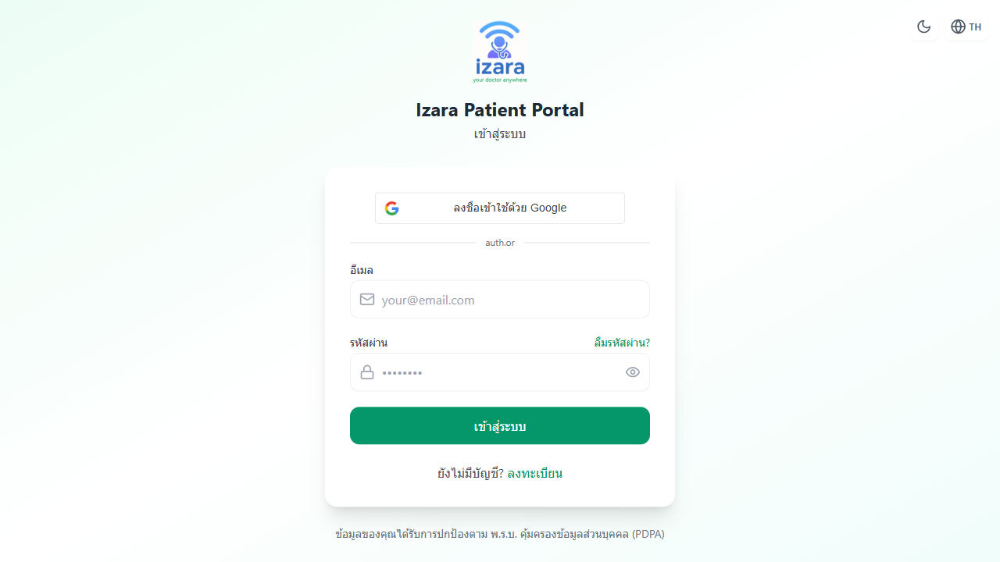 izara
your doctor anywhere
TH
Izara Patient Portal
เข้าสู่ระบบ
ลงชื่อเข้าใช้ด้วย Google
auth.or
อีเมล
your@email.com
รหัสผ่าน
ลืมรหัสผ่าน?
••••••••
เข้าสู่ระบบ
ยังไม่มีบัญชี? ลงทะเบียน
ข้อมูลของคุณได้รับการปกป้องตาม พ.ร.บ. คุ้มครองข้อมูลส่วนบุคคล (PDPA)